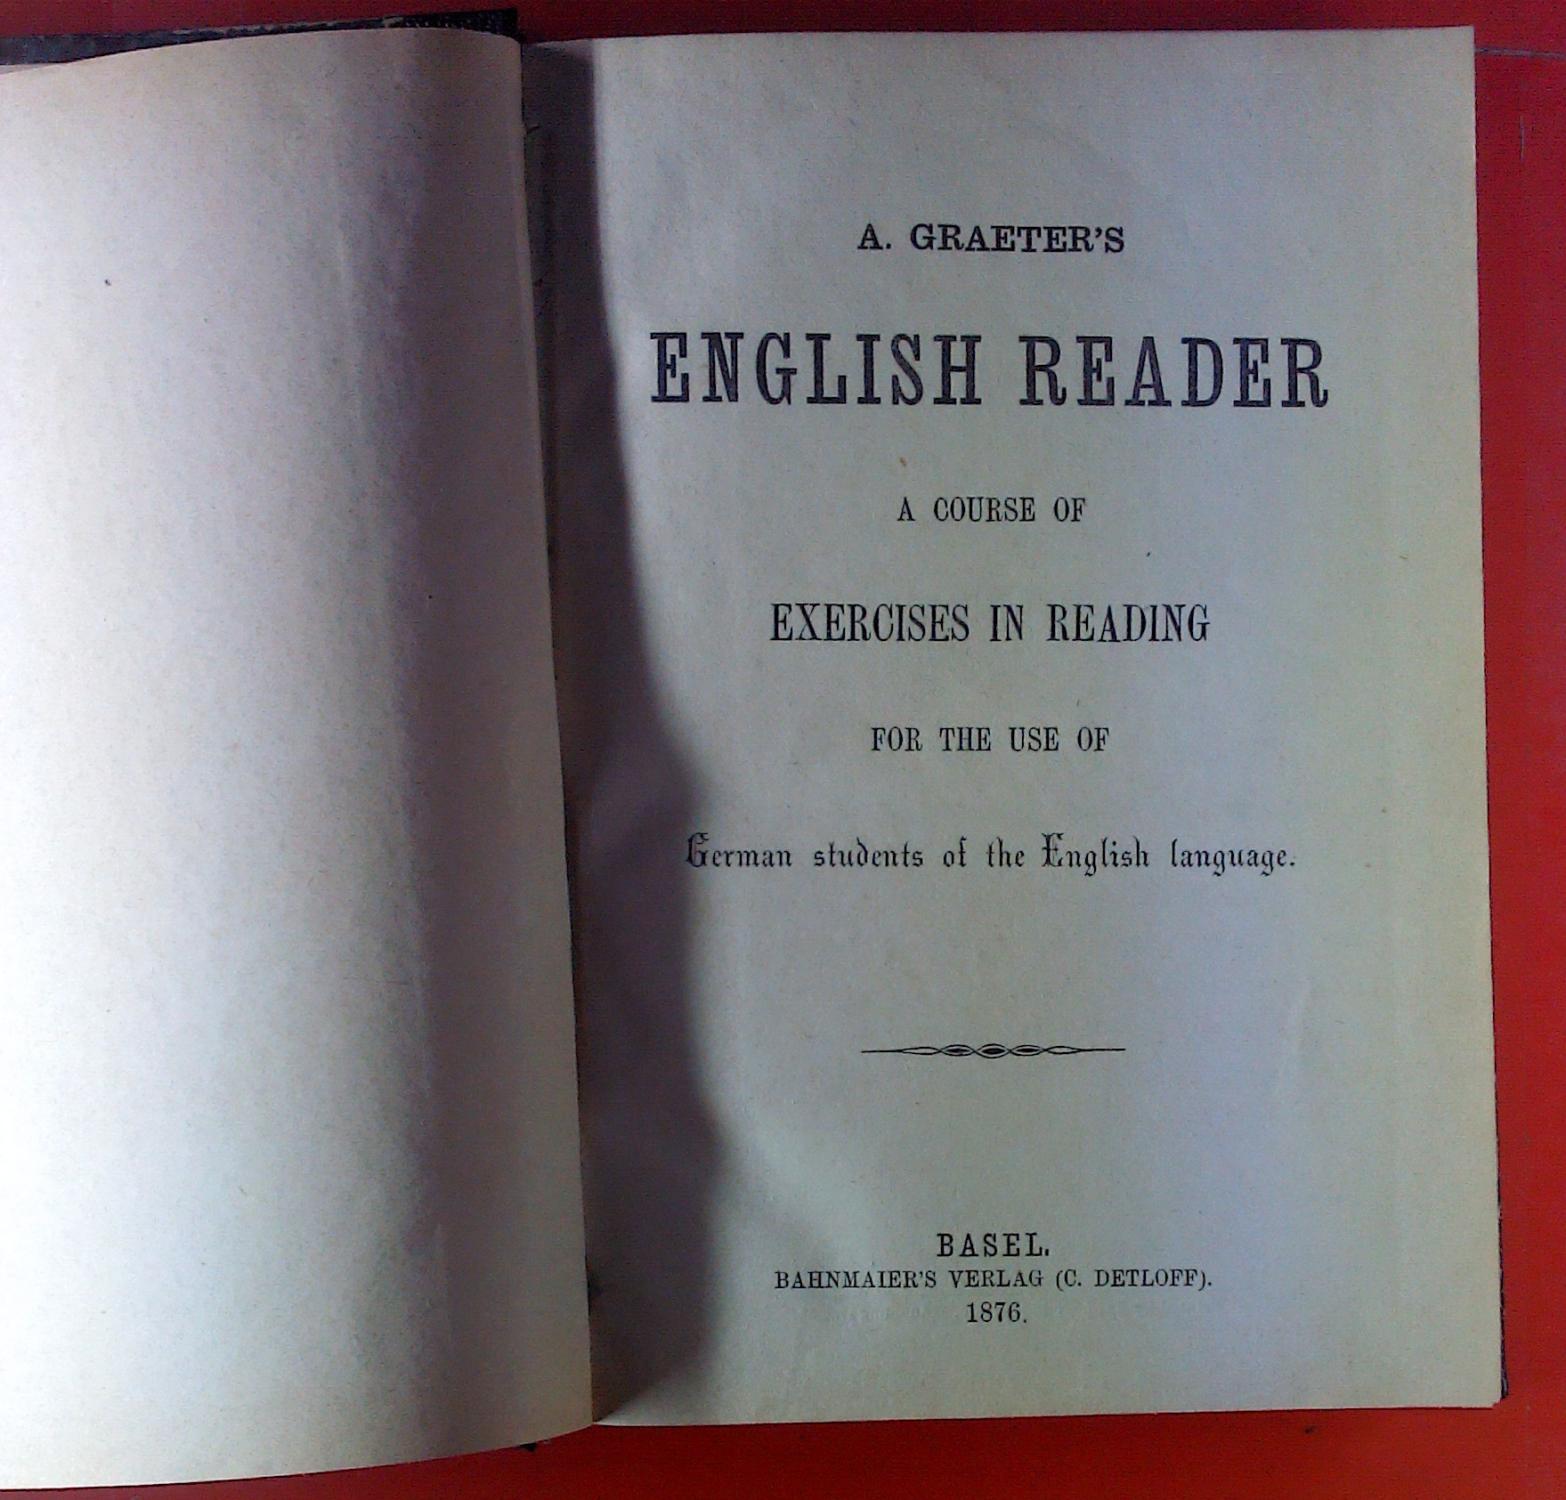 A. GRAETER'S
ENGLISH READER
A COURSE OF
EXERCISES IN READING
FOR THE USE OF
German students of the English language.
BASEL.
BAHNMAIER'S VERLAG (C. DETLOFF).
1876.